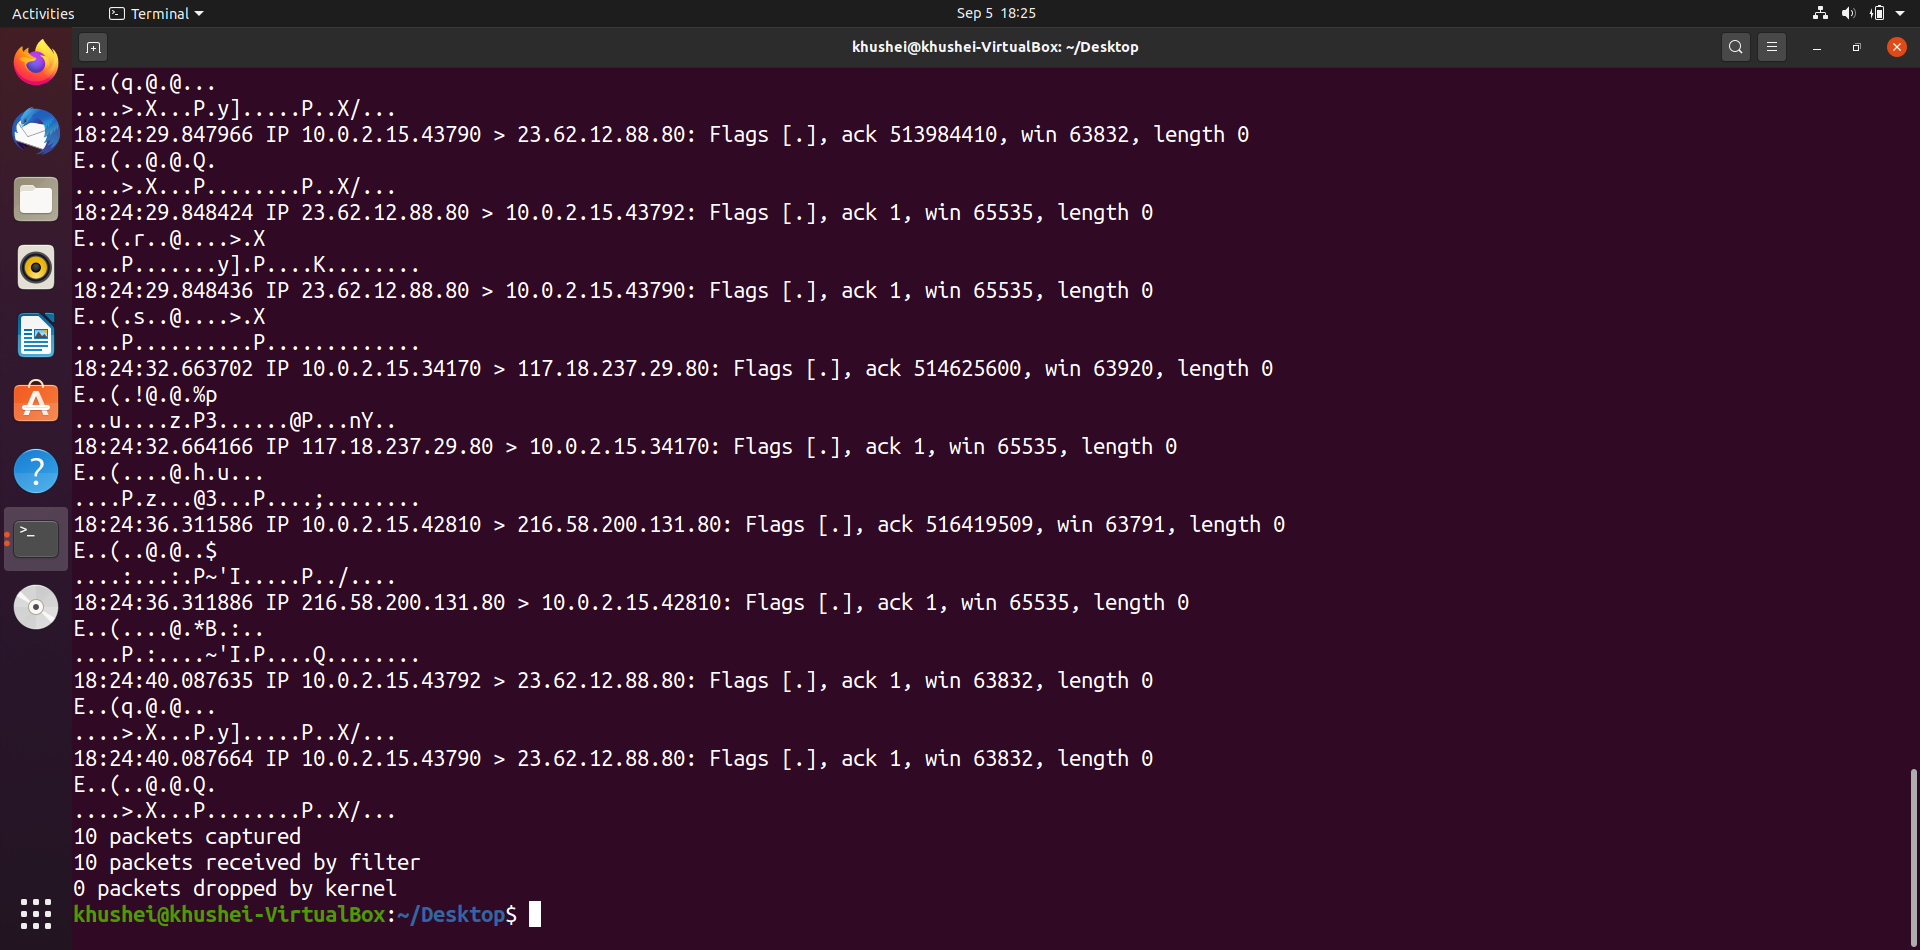 Activities
Terminal
Sep 5 18:25
khushei@khushei-VirtualBox: ~/Desktop
E..(q.@.@...
....>.X...P.y].....P..X/...
18:24:29.847966 IP 10.0.2.15.43790 > 23.62.12.88.80: Flags [.], ack 513984410, win 63832, length 0
E..(..@.@.Q.
....>.X...P........P..X/...
18:24:29.848424 IP 23.62.12.88.80 > 10.0.2.15.43792: Flags [.], ack 1, win 65535, length 0
E..(.r..@....>.X
....P.......y].P....K........
18:24:29.848436 IP 23.62.12.88.80 > 10.0.2.15.43790: Flags [.], ack 1, win 65535, length 0
E..(.s..@....>.X
....P..........P.............
18:24:32.663702 IP 10.0.2.15.34170 > 117.18.237.29.80: Flags [.], ack 514625600, win 63920, length 0
E..(.!@.@.%p
...u....z.P3......@P...nY..
18:24:32.664166 IP 117.18.237.29.80 > 10.0.2.15.34170: Flags [.], ack 1, win 65535, length 0
E..(....@.h.u...
....P.z...@3...P....;........
18:24:36.311586 IP 10.0.2.15.42810 > 216.58.200.131.80: Flags [.], ack 516419509, win 63791, length 0
E..(..@.@..$
....:...:.P~'I.....P../....
18:24:36.311886 IP 216.58.200.131.80 > 10.0.2.15.42810: Flags [.], ack 1, win 65535, length 0
E..(....@.*B.:..
....P.:....~'I.P....Q........
18:24:40.087635 IP 10.0.2.15.43792 > 23.62.12.88.80: Flags [.], ack 1, win 63832, length 0
E..(q.@.@...
....>.X...P.y].....P..X/...
18:24:40.087664 IP 10.0.2.15.43790 > 23.62.12.88.80: Flags [.], ack 1, win 63832, length 0
E..(..@.@.Q.
....>.X...P........P..X/...
10 packets captured
10 packets received by filter
0 packets dropped by kernel
khushei@khushei-VirtualBox:~/Desktop$